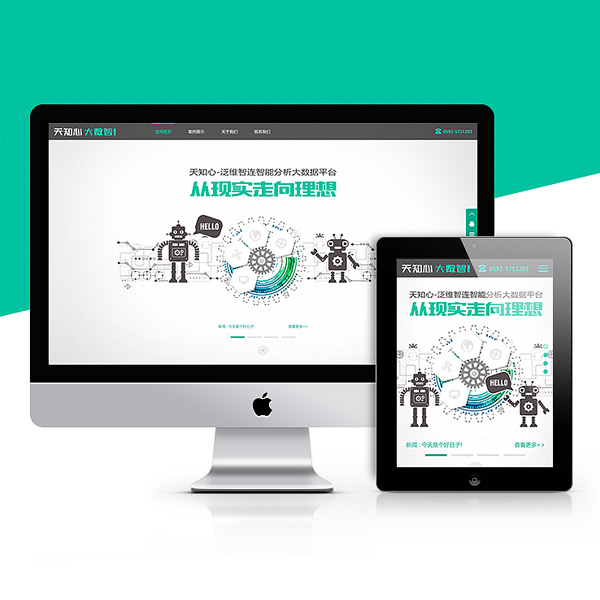 天知心 大数智!
官网首页 案例展示 关于我们 联系我们
0592-5751203
天知心-泛维智连智能分析大数据平台
从现实走向理想
HELLO
新闻：今天是个好日子!
查看更多>>
天知心 大数智!
0592-5751203
天知心-泛维智连智能分析大数据平台
从现实走向理想
HELLO
新闻：今天是个好日子!
查看更多>>